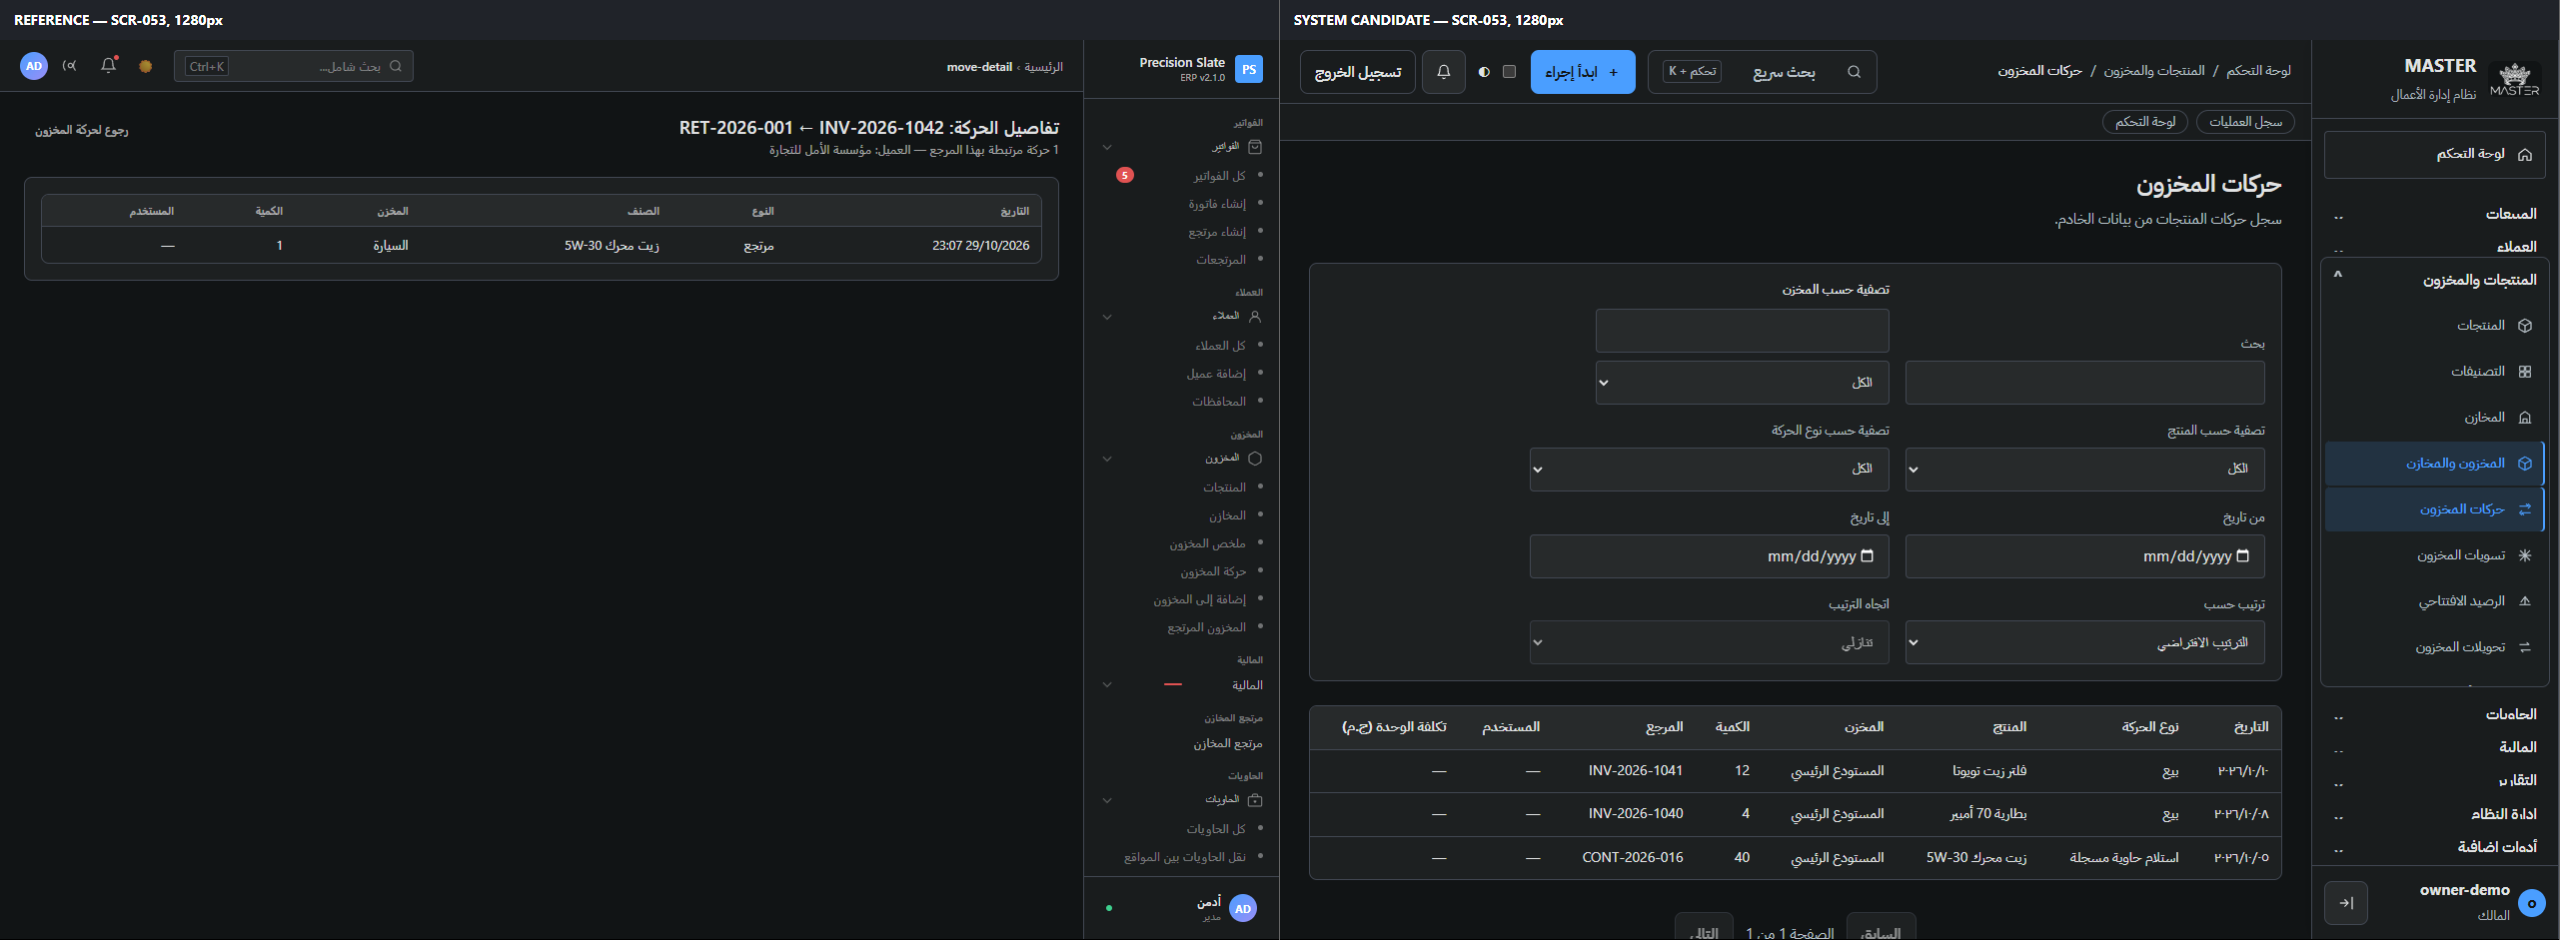 REFERENCE — SCR-053, 1280px
Precision Slate
ERP v2.1.0
PS
الرئيسية › move-detail
بحث شامل...
Ctrl+K
AD
الفواتير
الفواتير
كل الفواتير
5
إنشاء فاتورة
إنشاء مرتجع
المرتجعات
العملاء
العملاء
كل العملاء
إضافة عميل
المحافظات
المخزون
المخزون
المنتجات
المخازن
ملخص المخزون
حركة المخزون
إضافة إلى المخزون
المخزون المرتجع
المالية
المالية
مرتجع المخازن
مرتجع المخازن
الحاويات
الحاويات
كل الحاويات
نقل الحاويات بين المواقع
أدمن
مدير
AD
تفاصيل الحركة: RET-2026-001 ← INV-2026-1042
1 حركة مرتبطة بهذا المرجع — العميل: مؤسسة الأمل للتجارة
رجوع لحركة المخزون
التاريخ النوع الصنف المخزن الكمية المستخدم
23:07 29/10/2026 مرتجع زيت محرك 5W-30 السيارة 1 —
SYSTEM CANDIDATE — SCR-053, 1280px
MASTER
نظام إدارة الأعمال
MASTER
لوحة التحكم / المنتجات والمخزون / حركات المخزون
بحث سريع
تحكم + K
+ ابدأ إجراء
تسجيل الخروج
سجل العمليات
لوحة التحكم
لوحة التحكم
المبيعات
العملاء
المنتجات والمخزون
المنتجات
التصنيفات
المخازن
المخزون والمخازن
حركات المخزون
تسويات المخزون
الرصيد الافتتاحي
تحويلات المخزون
الحاويات
المالية
التقارير
إدارة النظام
أدوات إضافية
owner-demo
المالك
o
حركات المخزون
سجل حركات المنتجات من بيانات الخادم.
بحث
تصفية حسب المخزن
الكل
تصفية حسب المنتج
الكل
تصفية حسب نوع الحركة
الكل
من تاريخ
mm/dd/yyyy
إلى تاريخ
mm/dd/yyyy
ترتيب حسب
الترتيب الافتراضي
اتجاه الترتيب
تنازلي
التاريخ نوع الحركة المنتج المخزن الكمية المرجع المستخدم تكلفة الوحدة (ج.م)
٢٠٢٦/١٠/١٠ بيع فلتر زيت تويوتا المستودع الرئيسي 12 INV-2026-1041 — —
٢٠٢٦/١٠/٠٨ بيع بطارية 70 أمبير المستودع الرئيسي 4 INV-2026-1040 — —
٢٠٢٦/١٠/٠٥ استلام حاوية مسجلة زيت محرك 5W-30 المستودع الرئيسي 40 CONT-2026-016 — —
السابق
الصفحة 1 من 1
التالي